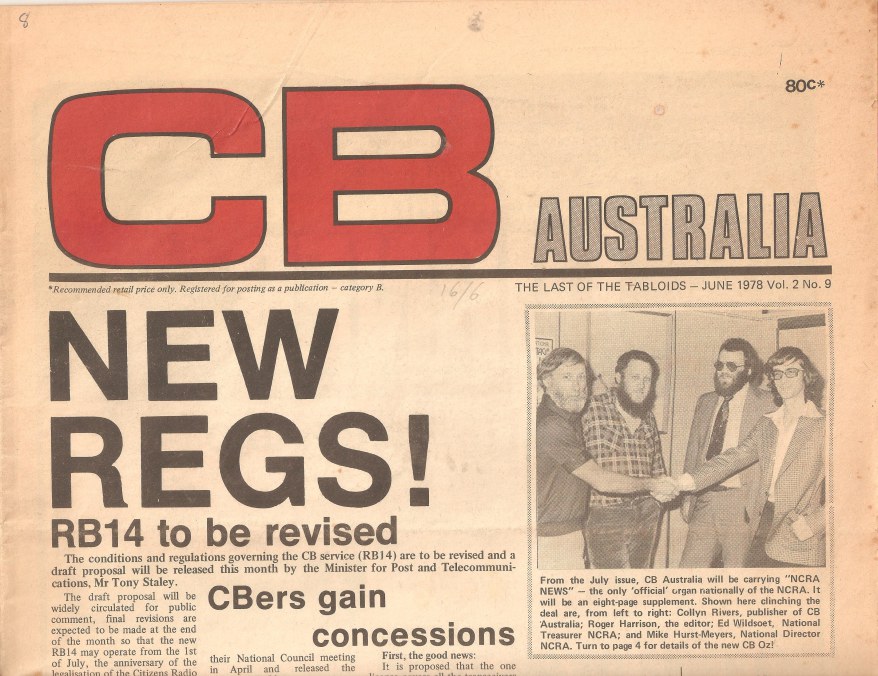 8
CB
80c*
AUSTRALIA
*Recommended retail price only. Registered for posting as a publication – category B.
16/6
THE LAST OF THE TABLOIDS – JUNE 1978 Vol. 2 No. 9
NEW
REGS!
RB14 to be revised
The conditions and regulations governing the CB service (RB14) are to be revised and a
draft proposal will be released this month by the Minister for Post and Telecommuni-
cations, Mr Tony Staley.
The draft proposal will be
widely circulated for public
comment, final revisions are
expected to be made at the end
of the month so that the new
RB14 may operate from the 1st
of July, the anniversary of the
legalisation of the Citizens Radio
CBers gain
concessions
their National Council meeting
in April and released the
First, the good news:
It is proposed that the one
From the July issue, CB Australia will be carrying "NCRA
NEWS" – the only 'official' organ nationally of the NCRA. It
will be an eight-page supplement. Shown here clinching the
deal are, from left to right: Collyn Rivers, publisher of CB
Australia; Roger Harrison, the editor; Ed Wildsoet, National
Treasurer NCRA; and Mike Hurst-Meyers, National Director
NCRA. Turn to page 4 for details of the new CB Oz!